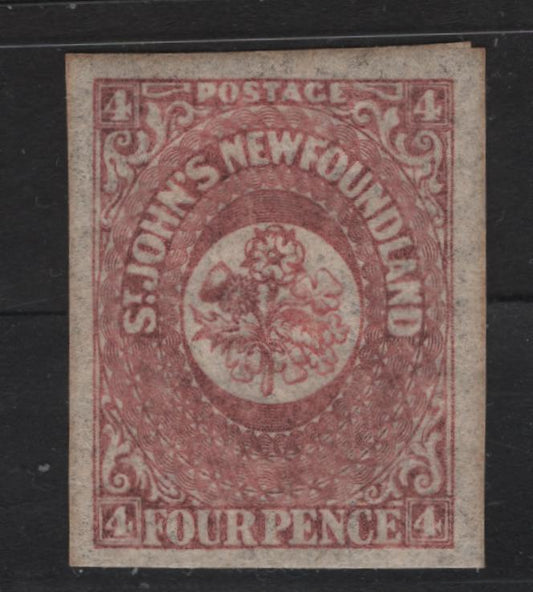 4 POSTAGE 4
ST. JOHN'S NEWFOUNDLAND
4 FOUR PENCE 4